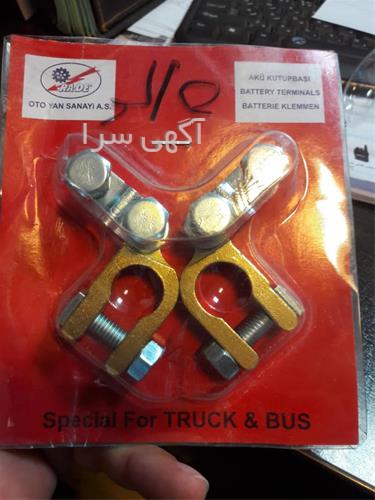 RADE
OTO YAN SANAYİ A.S.
AKÜ KUTUPBAŞI
BATTERY TERMINALS
BATTERIE KLEMMEN
آگهی سرا
Special For TRUCK & BUS